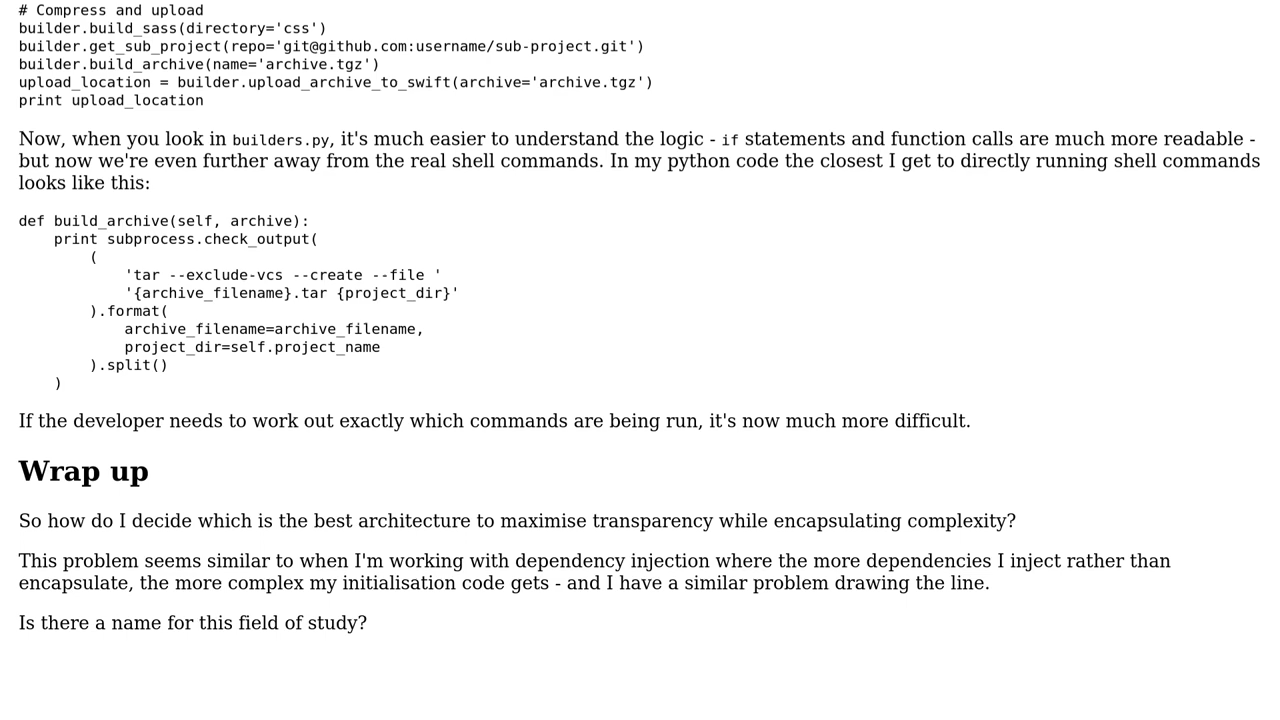 # Compress and upload
builder.build_sass(directory='css')
builder.get_sub_project(repo='git@github.com:username/sub-project.git')
builder.build_archive(name='archive.tgz')
upload_location = builder.upload_archive_to_swift(archive='archive.tgz')
print upload_location
Now, when you look in builders.py, it's much easier to understand the logic - if statements and function calls are much more readable -
but now we're even further away from the real shell commands. In my python code the closest I get to directly running shell commands
looks like this:
def build_archive(self, archive):
    print subprocess.check_output(
        (
            'tar --exclude-vcs --create --file '
            '{archive_filename}.tar {project_dir}'
        ).format(
            archive_filename=archive_filename,
            project_dir=self.project_name
        ).split()
    )
If the developer needs to work out exactly which commands are being run, it's now much more difficult.
Wrap up
So how do I decide which is the best architecture to maximise transparency while encapsulating complexity?
This problem seems similar to when I'm working with dependency injection where the more dependencies I inject rather than
encapsulate, the more complex my initialisation code gets - and I have a similar problem drawing the line.
Is there a name for this field of study?